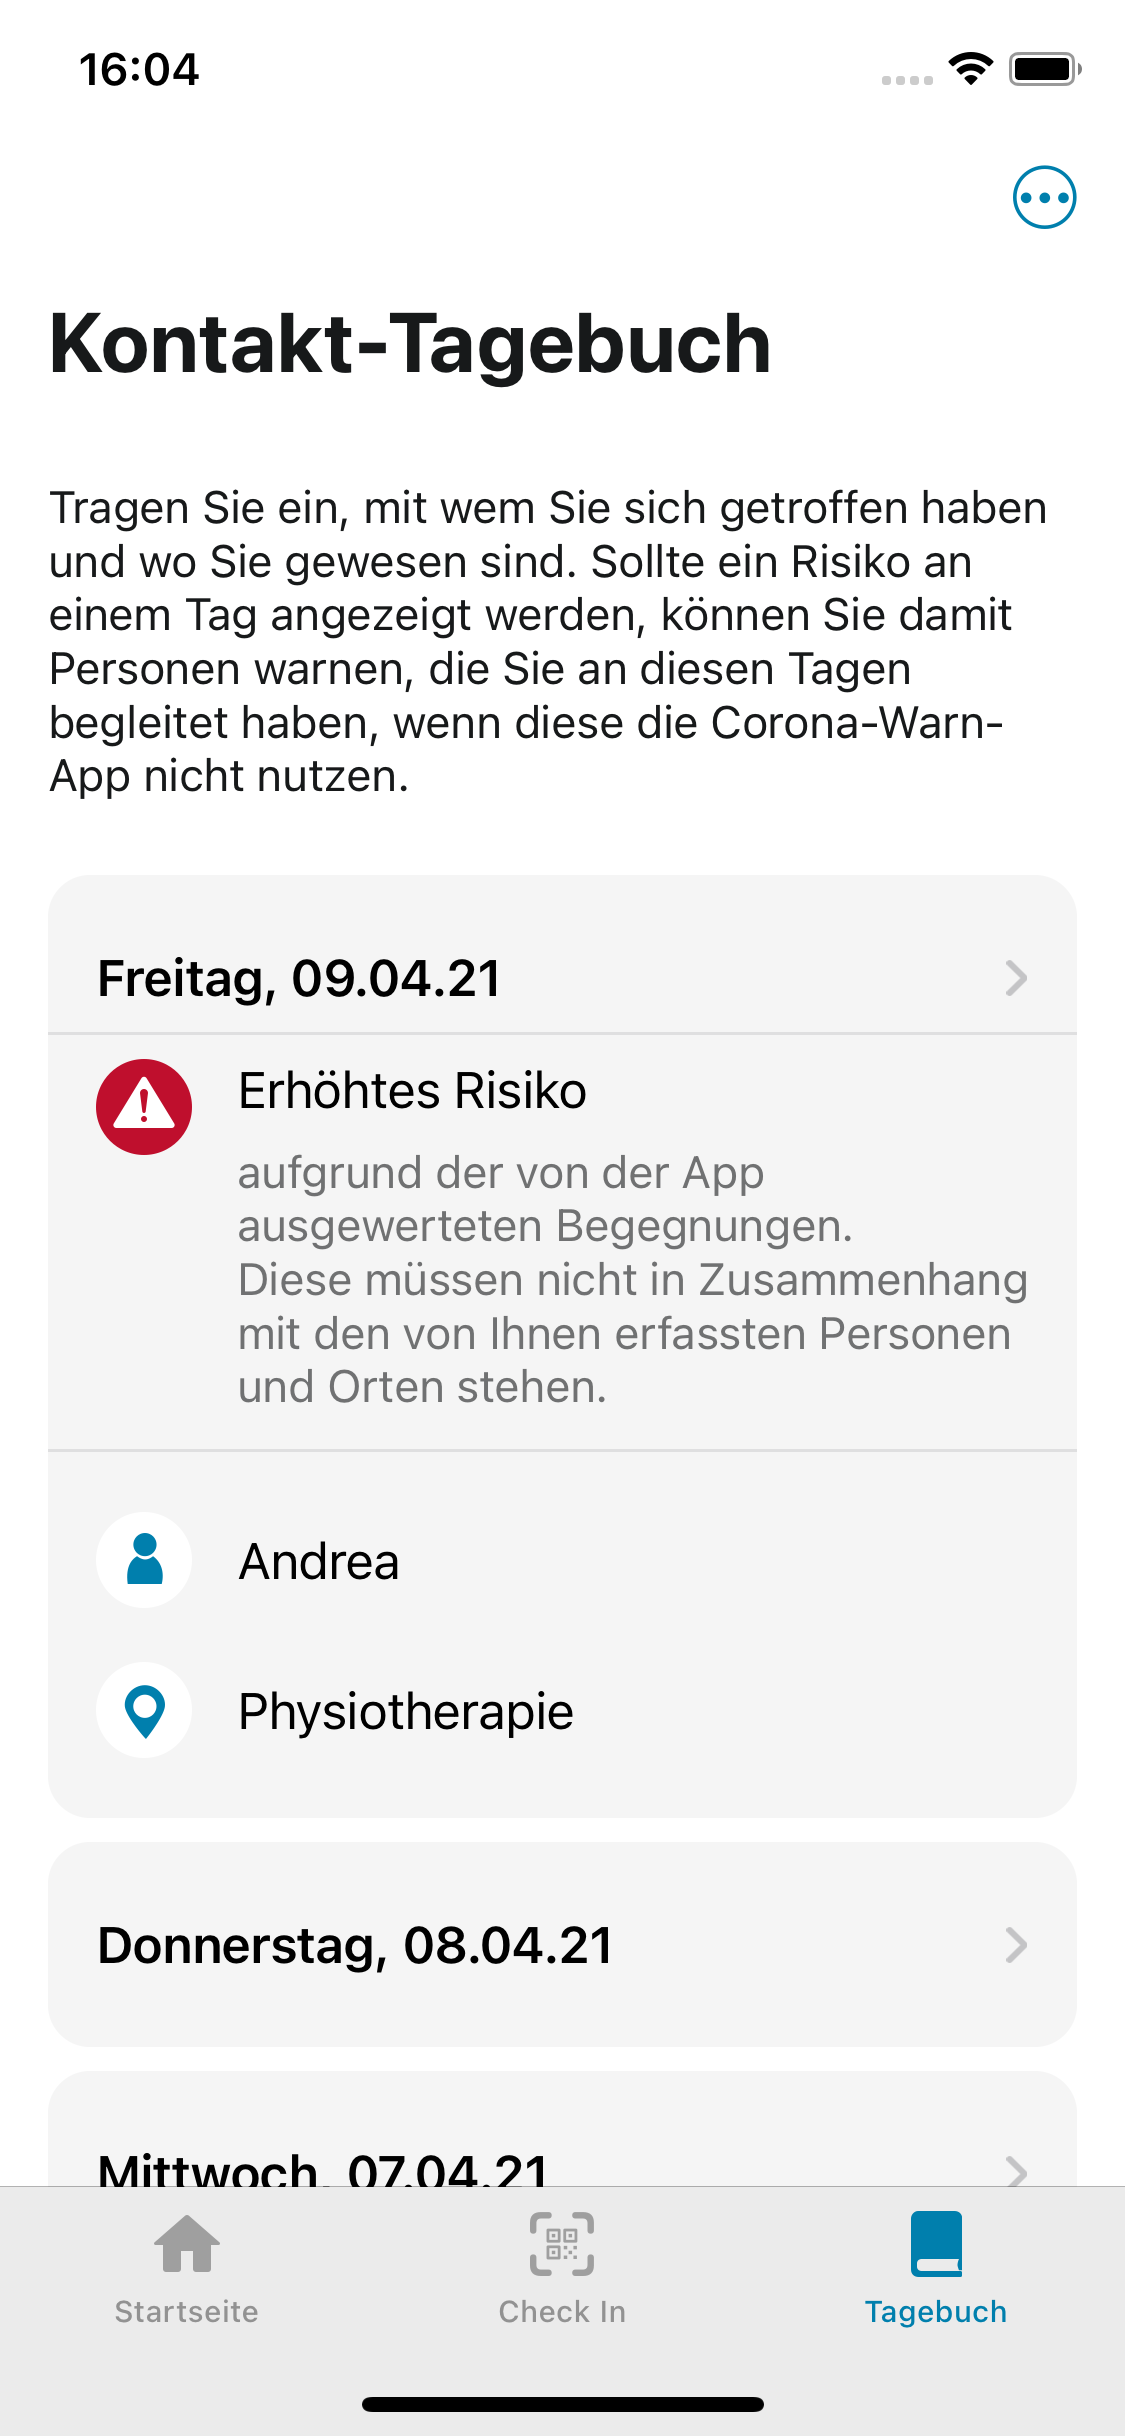 16:04
Kontakt-Tagebuch
Tragen Sie ein, mit wem Sie sich getroffen haben
und wo Sie gewesen sind. Sollte ein Risiko an
einem Tag angezeigt werden, können Sie damit
Personen warnen, die Sie an diesen Tagen
begleitet haben, wenn diese die Corona-Warn-
App nicht nutzen.
Freitag, 09.04.21
Erhöhtes Risiko
aufgrund der von der App
ausgewerteten Begegnungen.
Diese müssen nicht in Zusammenhang
mit den von Ihnen erfassten Personen
und Orten stehen.
Andrea
Physiotherapie
Donnerstag, 08.04.21
Mittwoch, 07.04.21
Startseite
Check In
Tagebuch